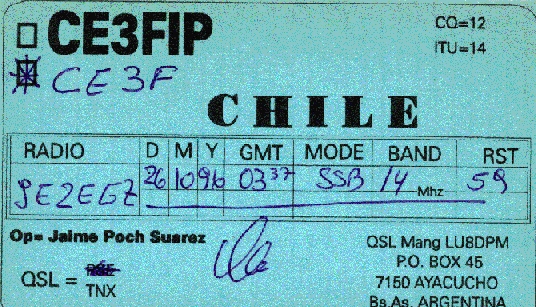 CE3FIP
CQ=12
ITU=14
CE3F
CHILE
RADIO D M Y GMT MODE BAND RST
26 10 96 0337 SSB 14 Mhz 59
Op= Jaime Poch Suarez
QSL = TNX
QSL Mang LU8DPM
P.O. BOX 45
7150 AYACUCHO
Bs.As. ARGENTINA